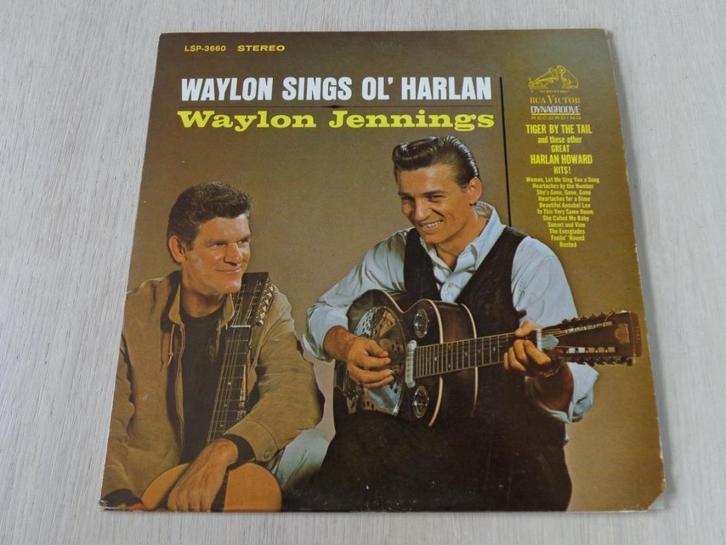 LSP-3660 STEREO
WAYLON SINGS OL' HARLAN
Waylon Jennings
RCA VICTOR
DYNAGROOVE
RECORDING
TIGER BY THE TAIL
and these other
GREAT
HARLAN HOWARD
HITS!
Woman, Let Me Sing You a Song
Heartaches by the Number
She's Gone, Gone, Gone
Heartaches for a Dime
Beautiful Annabel Lee
In This Very Same Room
She Called Me Baby
Sunset and Vine
The Everglades
Foolin' 'Round
Busted